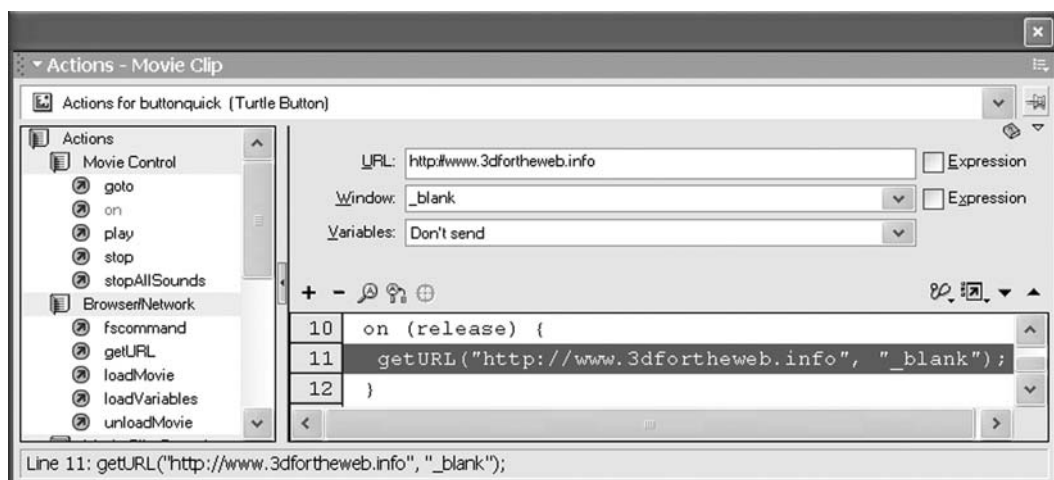 Actions - Movie Clip
Actions for buttonquick (Turtle Button)
Actions
Movie Control
goto
on
play
stop
stopAllSounds
Browser/Network
fscommand
getURL
loadMovie
loadVariables
unloadMovie
URL: http://www.3dfortheweb.info Expression
Window: _blank Expression
Variables: Don't send
10 on (release) {
11 getURL("http://www.3dfortheweb.info", "_blank");
12 }
Line 11: getURL("http://www.3dfortheweb.info", "_blank");